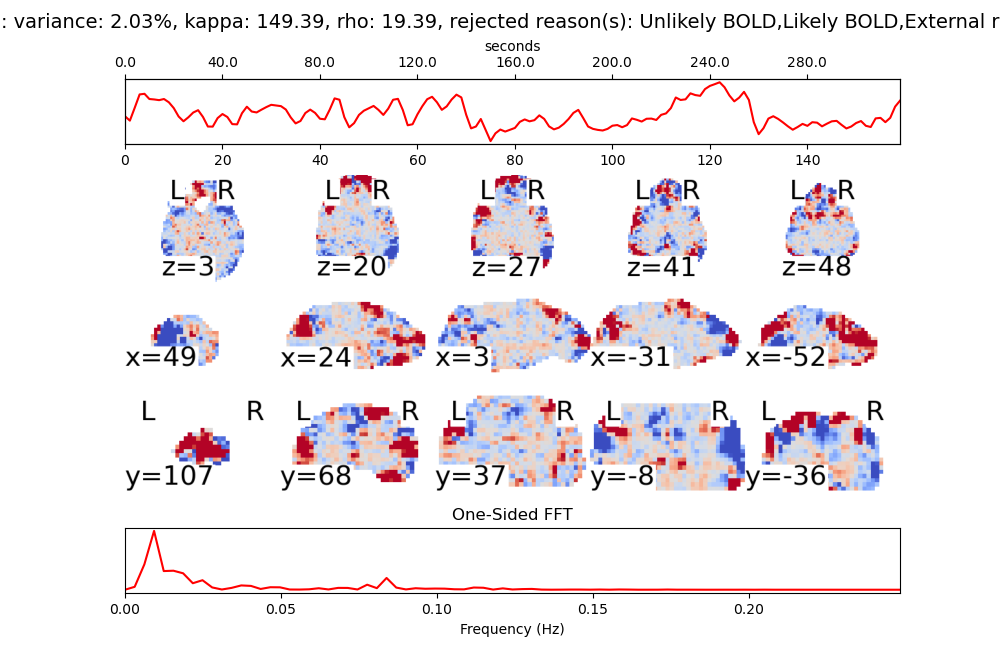 : variance: 2.03%, kappa: 149.39, rho: 19.39, rejected reason(s): Unlikely BOLD,Likely BOLD,External r
seconds
0.0 40.0 80.0 120.0 160.0 200.0 240.0 280.0
0 20 40 60 80 100 120 140
L R L R L R L R L R
z=3 z=20 z=27 z=41 z=48
x=49 x=24 x=3 x=-31 x=-52
L R L R L R L R L R
y=107 y=68 y=37 y=-8 y=-36
One-Sided FFT
0.00 0.05 0.10 0.15 0.20
Frequency (Hz)